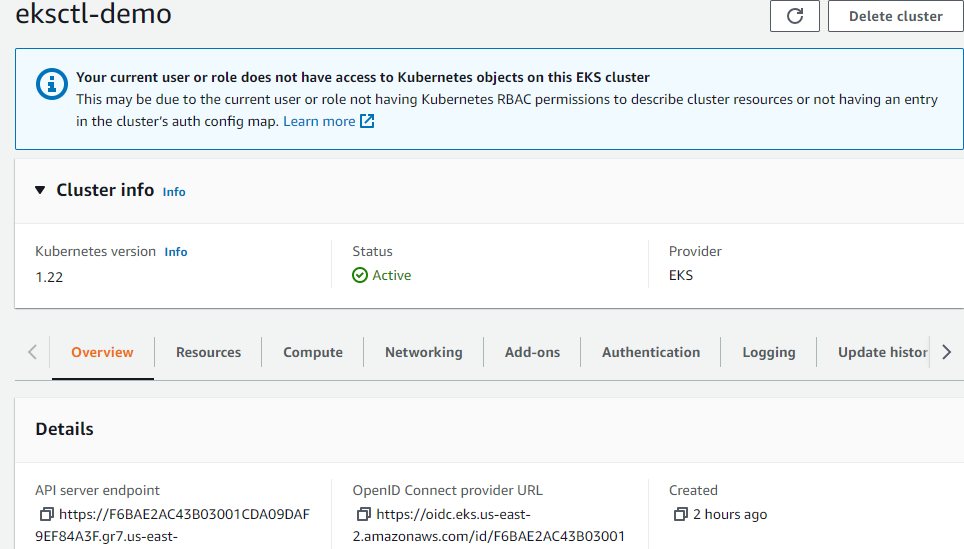 eksctl-demo
Delete cluster
Your current user or role does not have access to Kubernetes objects on this EKS cluster
This may be due to the current user or role not having Kubernetes RBAC permissions to describe cluster resources or not having an entry
in the cluster's auth config map. Learn more
Cluster info Info
Kubernetes version Info
1.22
Status
Active
Provider
EKS
Overview
Resources
Compute
Networking
Add-ons
Authentication
Logging
Update histor
Details
API server endpoint
https://F6BAE2AC43B03001CDA09DAF
9EF84A3F.gr7.us-east-
OpenID Connect provider URL
https://oidc.eks.us-east-
2.amazonaws.com/id/F6BAE2AC43B03001
Created
2 hours ago